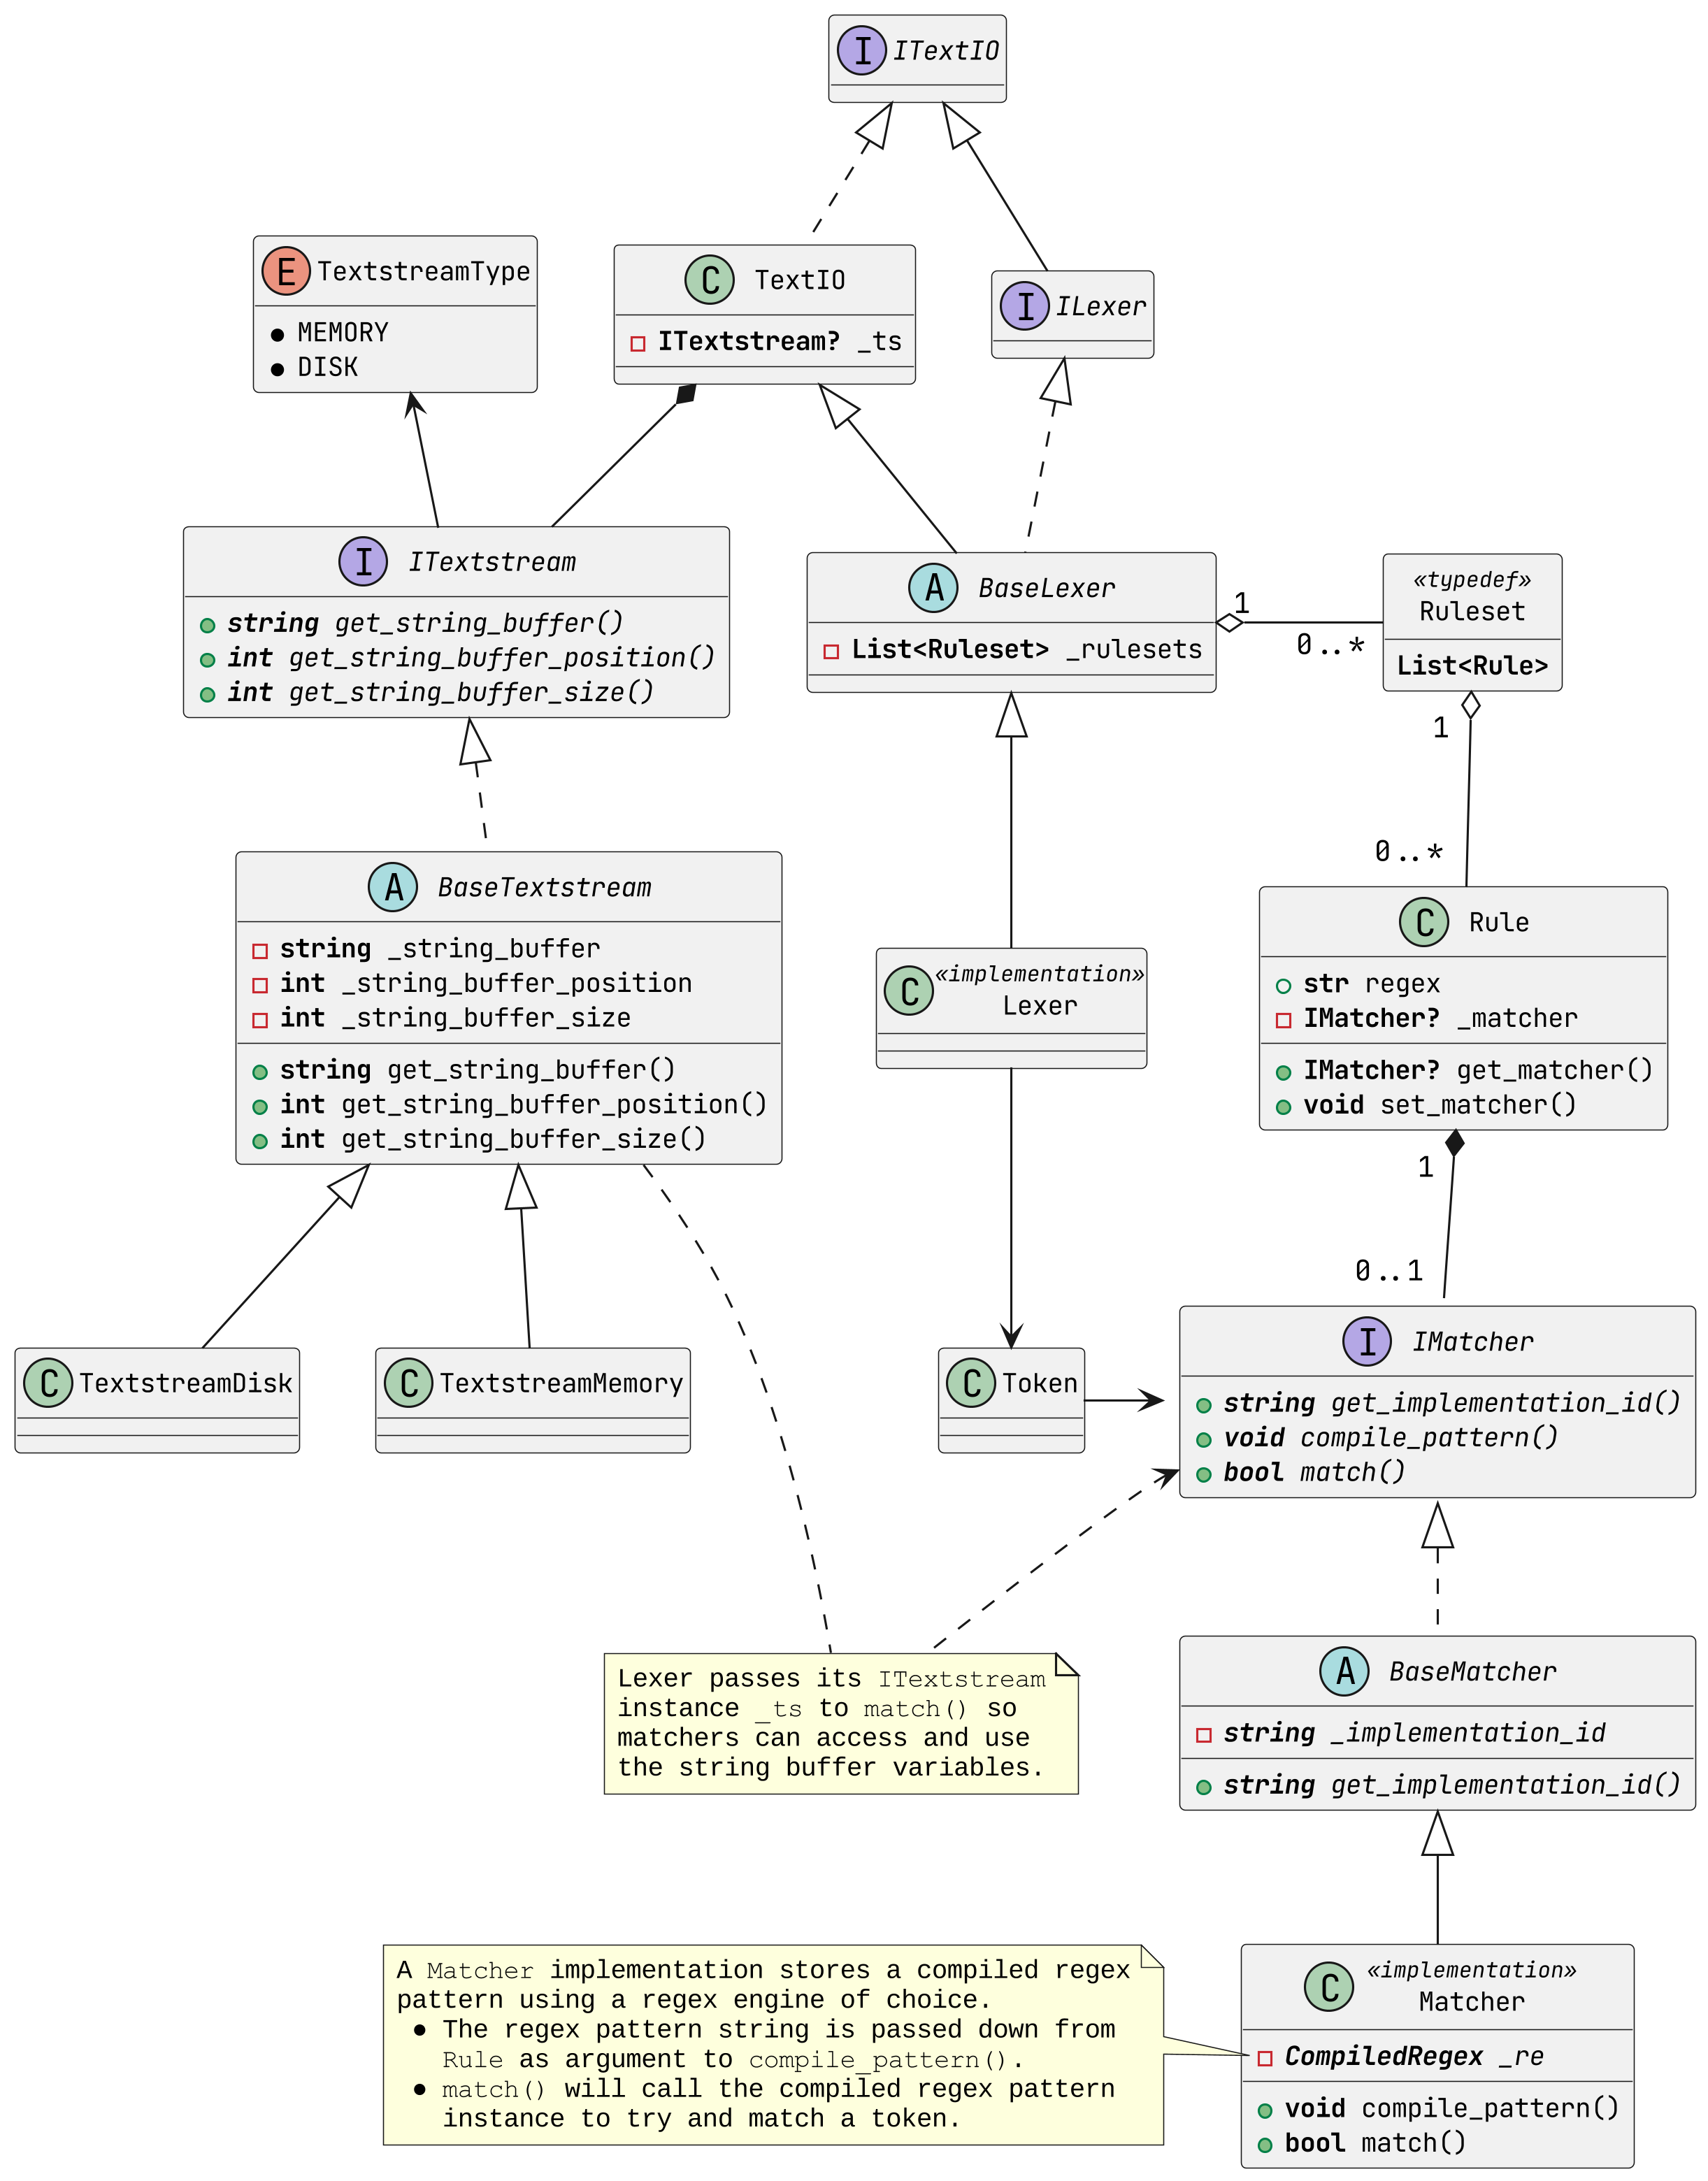 I ITextIO
E TextstreamType
MEMORY
DISK
C TextIO
ITextstream? _ts
I ILexer
I ITextstream
string get_string_buffer()
int get_string_buffer_position()
int get_string_buffer_size()
A BaseLexer
List<Ruleset> _rulesets
1
0..*
«typedef»
Ruleset
List<Rule>
1
0..*
A BaseTextstream
string _string_buffer
int _string_buffer_position
int _string_buffer_size
string get_string_buffer()
int get_string_buffer_position()
int get_string_buffer_size()
C «implementation»
Lexer
C Rule
str regex
IMatcher? _matcher
IMatcher? get_matcher()
void set_matcher()
1
0..1
C TextstreamDisk
C TextstreamMemory
C Token
I IMatcher
string get_implementation_id()
void compile_pattern()
bool match()
Lexer passes its ITextstream
instance _ts to match() so
matchers can access and use
the string buffer variables.
A BaseMatcher
string _implementation_id
string get_implementation_id()
A Matcher implementation stores a compiled regex
pattern using a regex engine of choice.
● The regex pattern string is passed down from
Rule as argument to compile_pattern().
● match() will call the compiled regex pattern
instance to try and match a token.
C «implementation»
Matcher
CompiledRegex _re
void compile_pattern()
bool match()